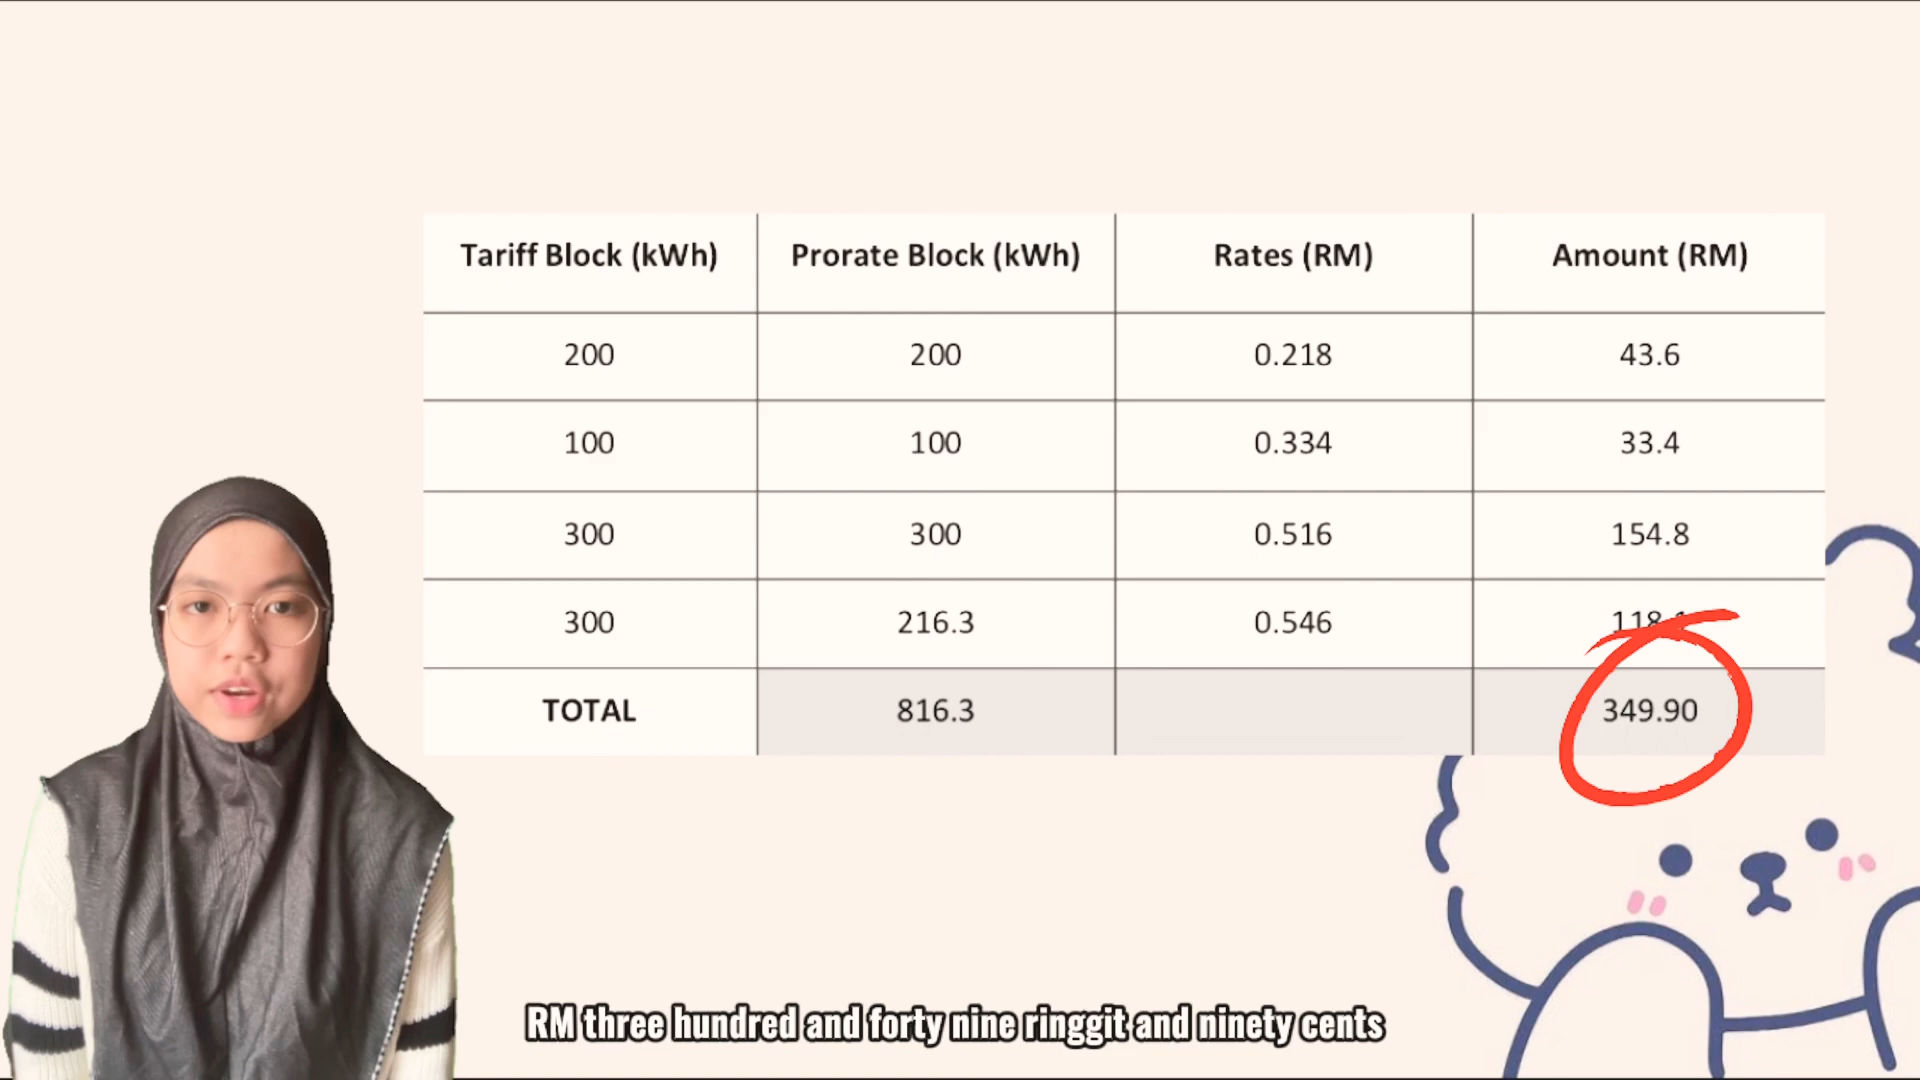 Tariff Block (kWh) Prorate Block (kWh) Rates (RM) Amount (RM)
200 200 0.218 43.6
100 100 0.334 33.4
300 300 0.516 154.8
300 216.3 0.546
TOTAL 816.3 349.90
RM three hundred and forty nine ringgit and ninety cents